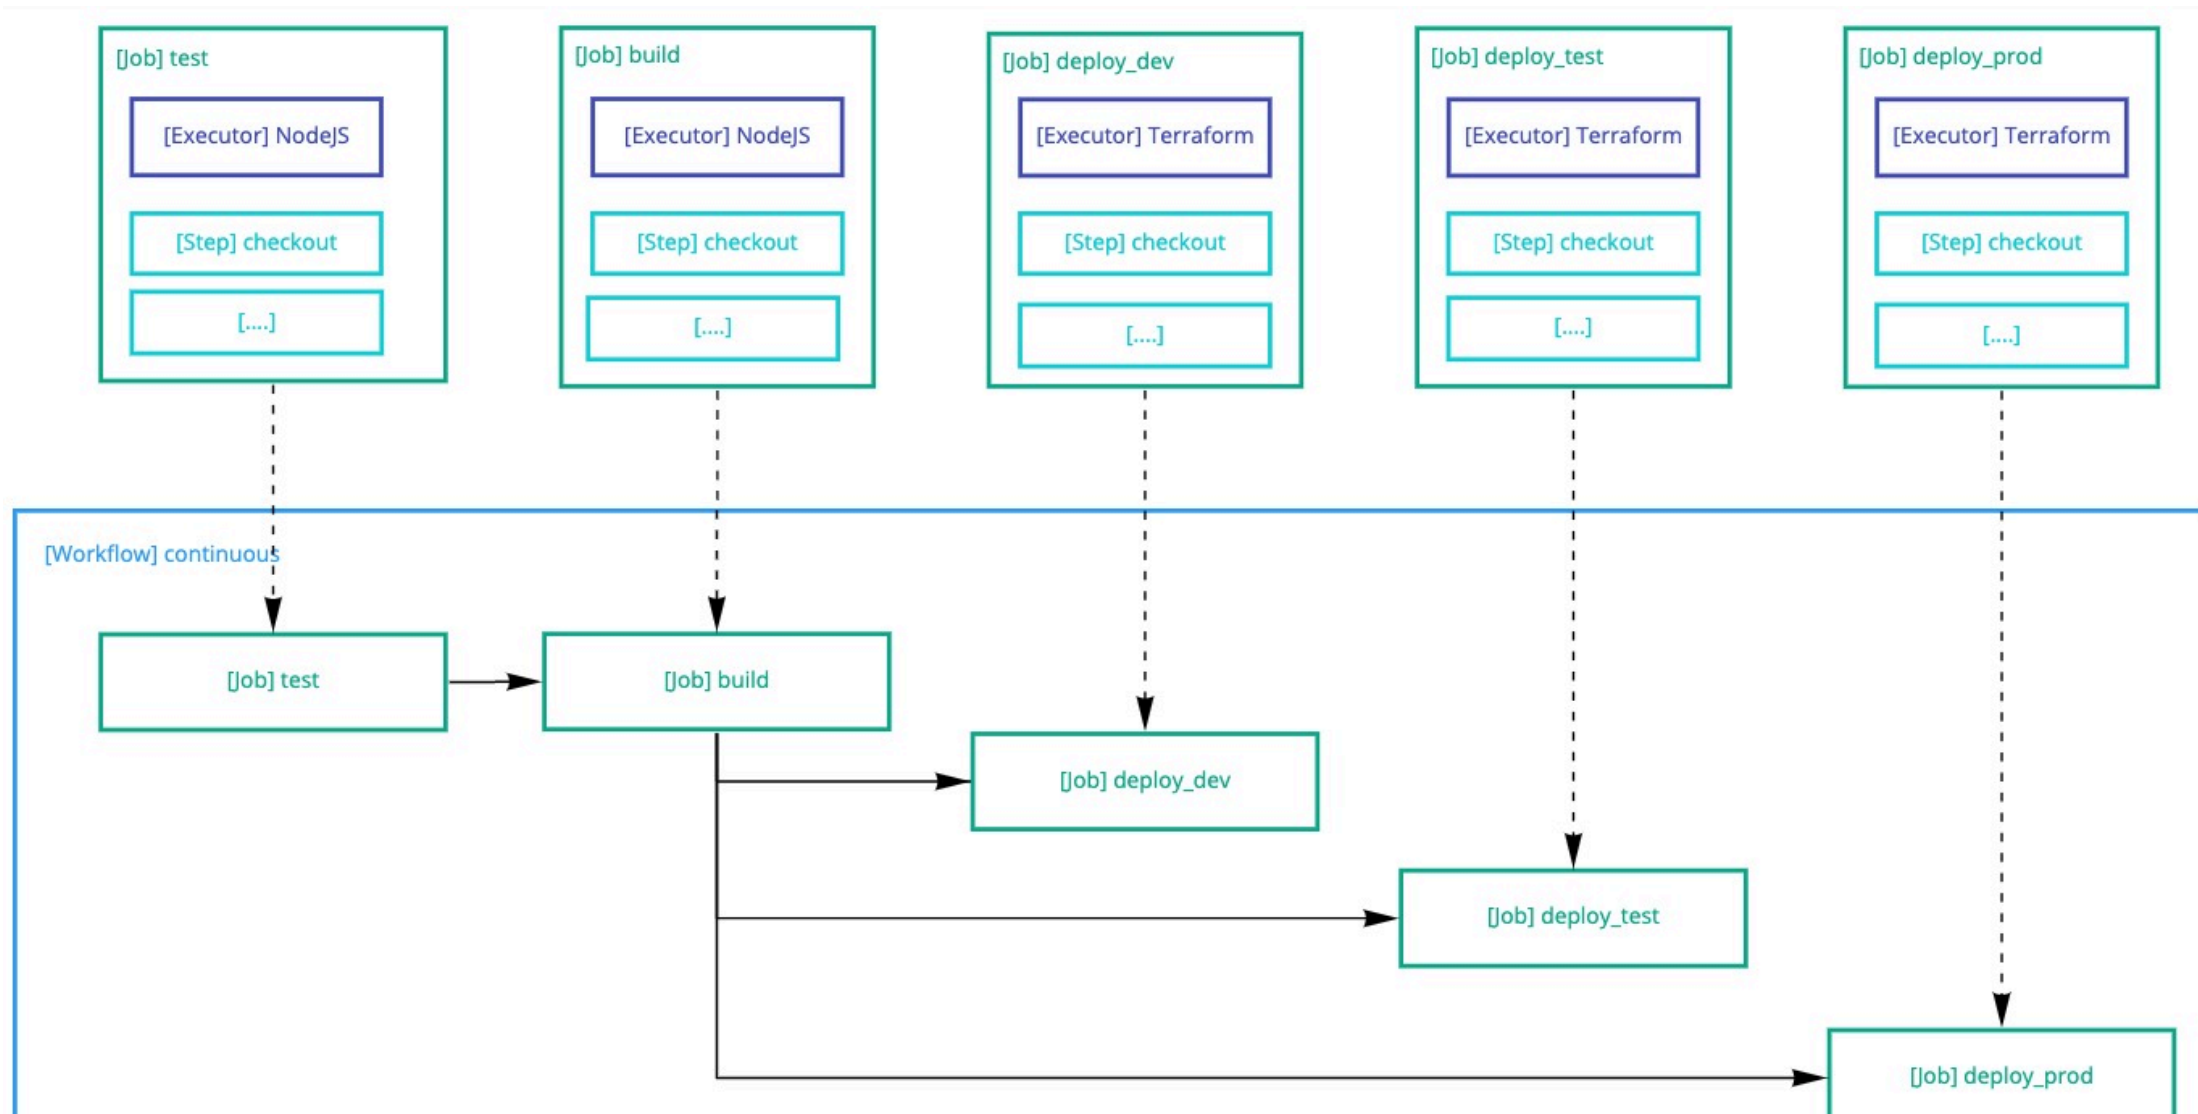 [Job] test
[Executor] NodeJS
[Step] checkout
[....]
[Job] build
[Executor] NodeJS
[Step] checkout
[....]
[Job] deploy_dev
[Executor] Terraform
[Step] checkout
[....]
[Job] deploy_test
[Executor] Terraform
[Step] checkout
[....]
[Job] deploy_prod
[Executor] Terraform
[Step] checkout
[....]
[Workflow] continuous
[Job] test
[Job] build
[Job] deploy_dev
[Job] deploy_test
[Job] deploy_prod